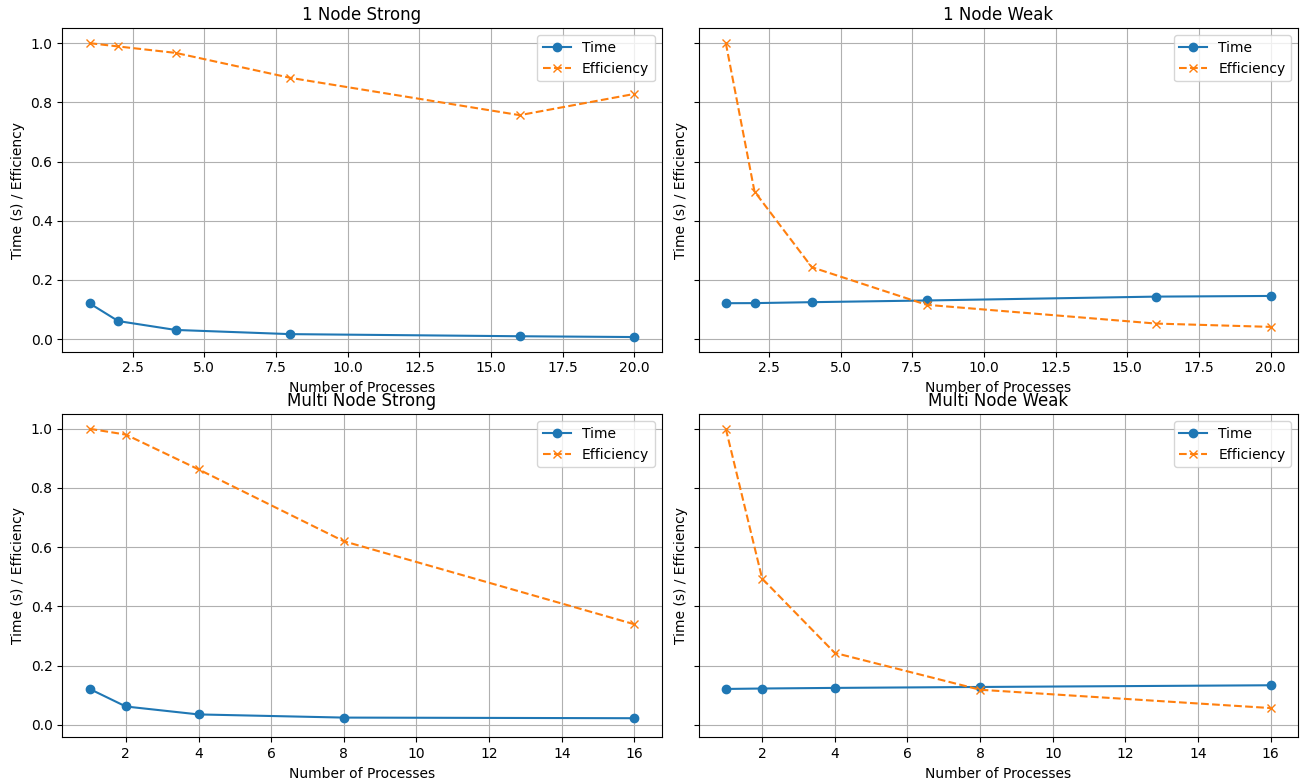 1 Node Strong
Time (s) / Efficiency
1.0
0.8
0.6
0.4
0.2
0.0
Time
Efficiency
2.5 5.0 7.5 10.0 12.5 15.0 17.5 20.0
Number of Processes
1 Node Weak
Time (s) / Efficiency
Time
Efficiency
2.5 5.0 7.5 10.0 12.5 15.0 17.5 20.0
Number of Processes
Multi Node Strong
Time (s) / Efficiency
1.0
0.8
0.6
0.4
0.2
0.0
Time
Efficiency
2 4 6 8 10 12 14 16
Number of Processes
Multi Node Weak
Time (s) / Efficiency
Time
Efficiency
2 4 6 8 10 12 14 16
Number of Processes